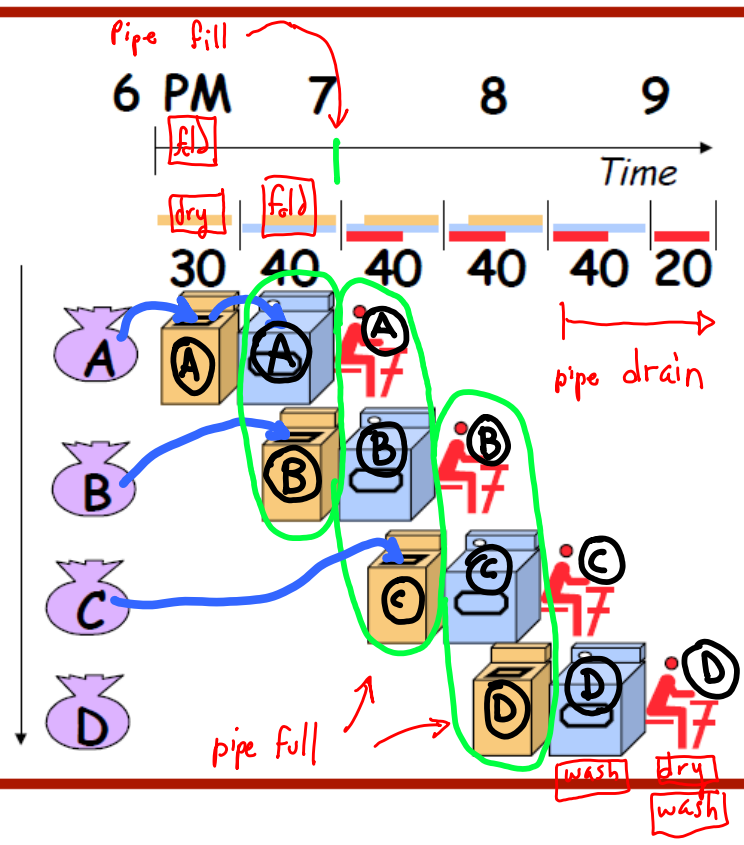 Pipe fill
6 PM 7 8 9
fold
Time
dry fold
30 40 40 40 40 20
A A A A
pipe drain
B B B B
C C C C
D D D D
pipe full
wash dry
wash